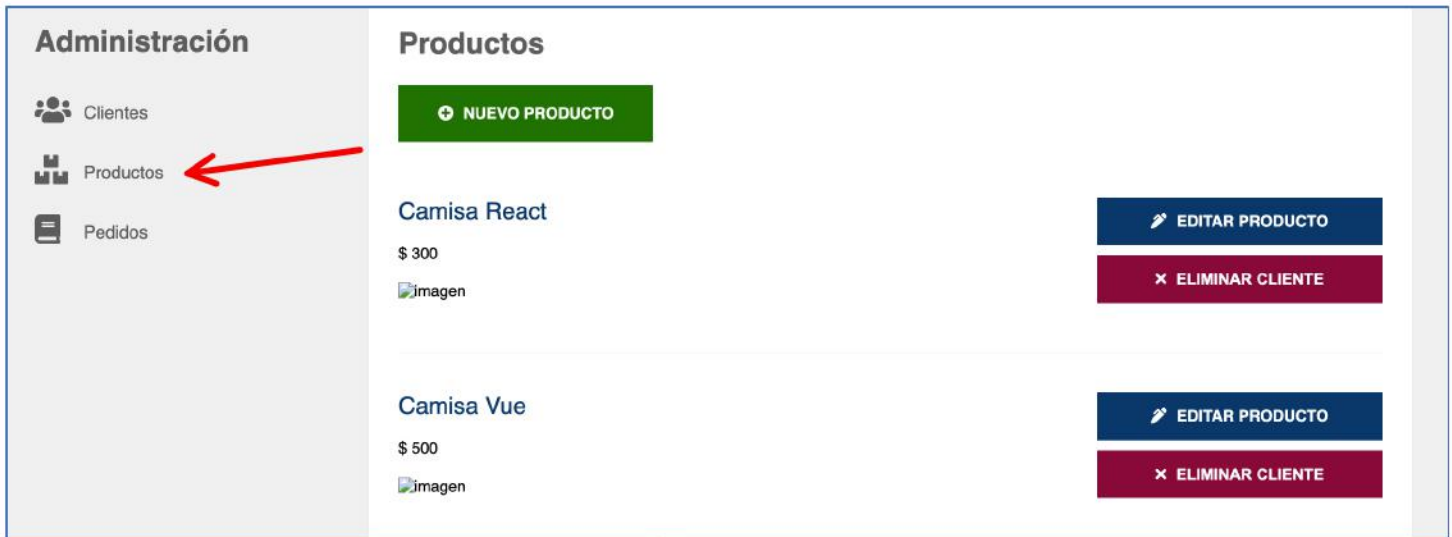 Administración
Clientes
Productos
Pedidos
Productos
NUEVO PRODUCTO
Camisa React
$ 300
imagen
EDITAR PRODUCTO
ELIMINAR CLIENTE
Camisa Vue
$ 500
imagen
EDITAR PRODUCTO
ELIMINAR CLIENTE